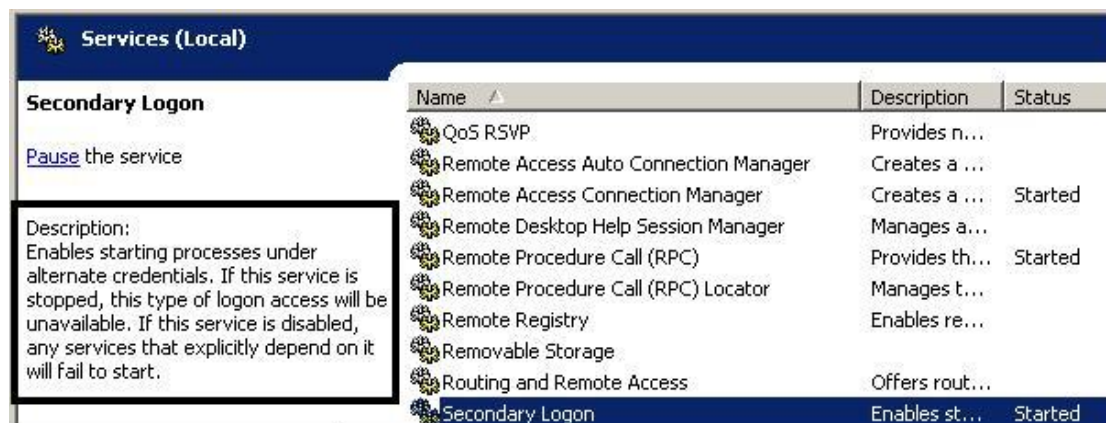 Services (Local)
Secondary Logon
Pause the service
Description:
Enables starting processes under
alternate credentials. If this service is
stopped, this type of logon access will be
unavailable. If this service is disabled,
any services that explicitly depend on it
will fail to start.
Name Description Status
QoS RSVP Provides n...
Remote Access Auto Connection Manager Creates a ...
Remote Access Connection Manager Creates a ... Started
Remote Desktop Help Session Manager Manages a...
Remote Procedure Call (RPC) Provides th... Started
Remote Procedure Call (RPC) Locator Manages t...
Remote Registry Enables re...
Removable Storage
Routing and Remote Access Offers rout...
Secondary Logon Enables st... Started